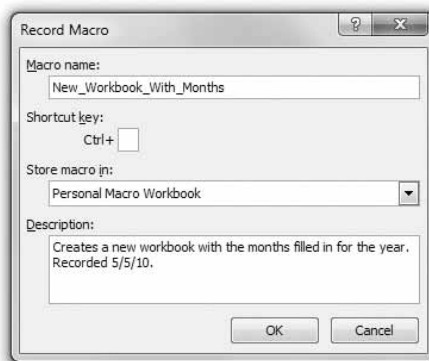 Record Macro
Macro name:
New_Workbook_With_Months
Shortcut key:
Ctrl+
Store macro in:
Personal Macro Workbook
Description:
Creates a new workbook with the months filled in for the year.
Recorded 5/5/10.
OK Cancel